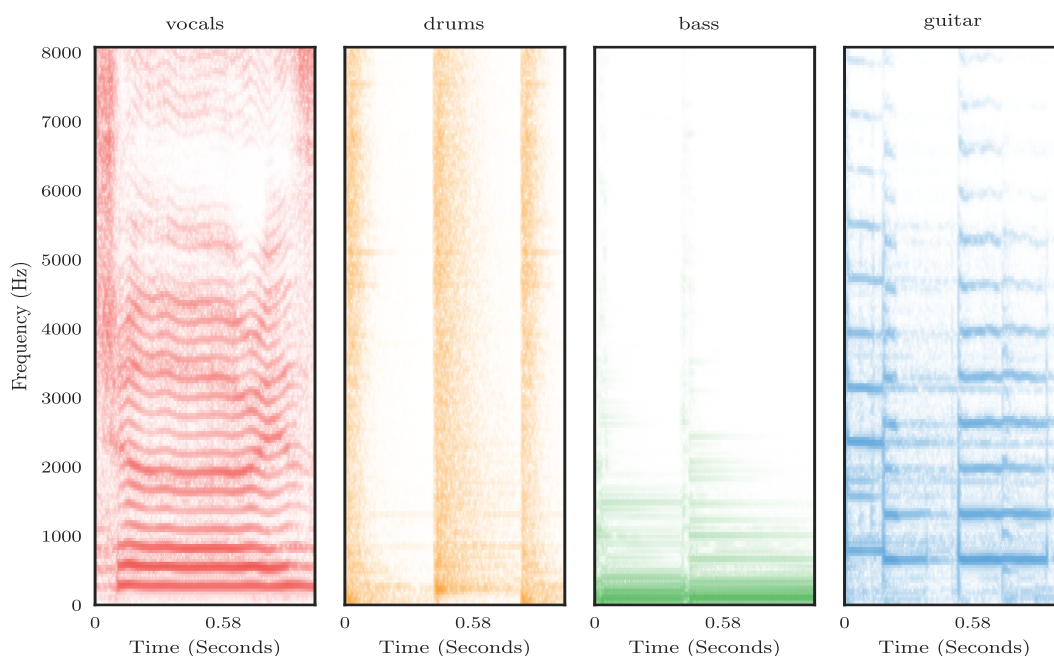 vocals drums bass guitar
8000
7000
6000
5000
4000
3000
2000
1000
0
Frequency (Hz)
0 0.58 0 0.58 0 0.58 0 0.58
Time (Seconds) Time (Seconds) Time (Seconds) Time (Seconds)